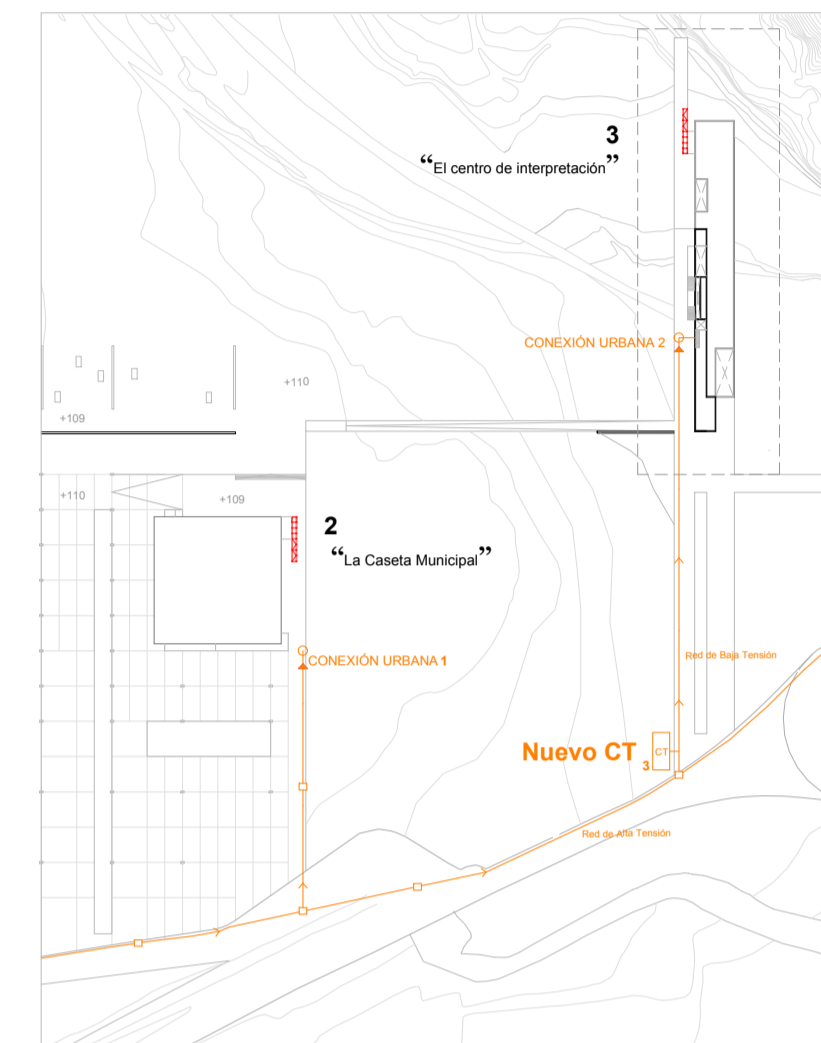 3
“El centro de interpretación”
CONEXIÓN URBANA 2
+110
+109
+110
+109
2
“La Caseta Municipal”
CONEXIÓN URBANA 1
Red de Baja Tensión
Nuevo CT 3
CT
Red de Alta Tensión